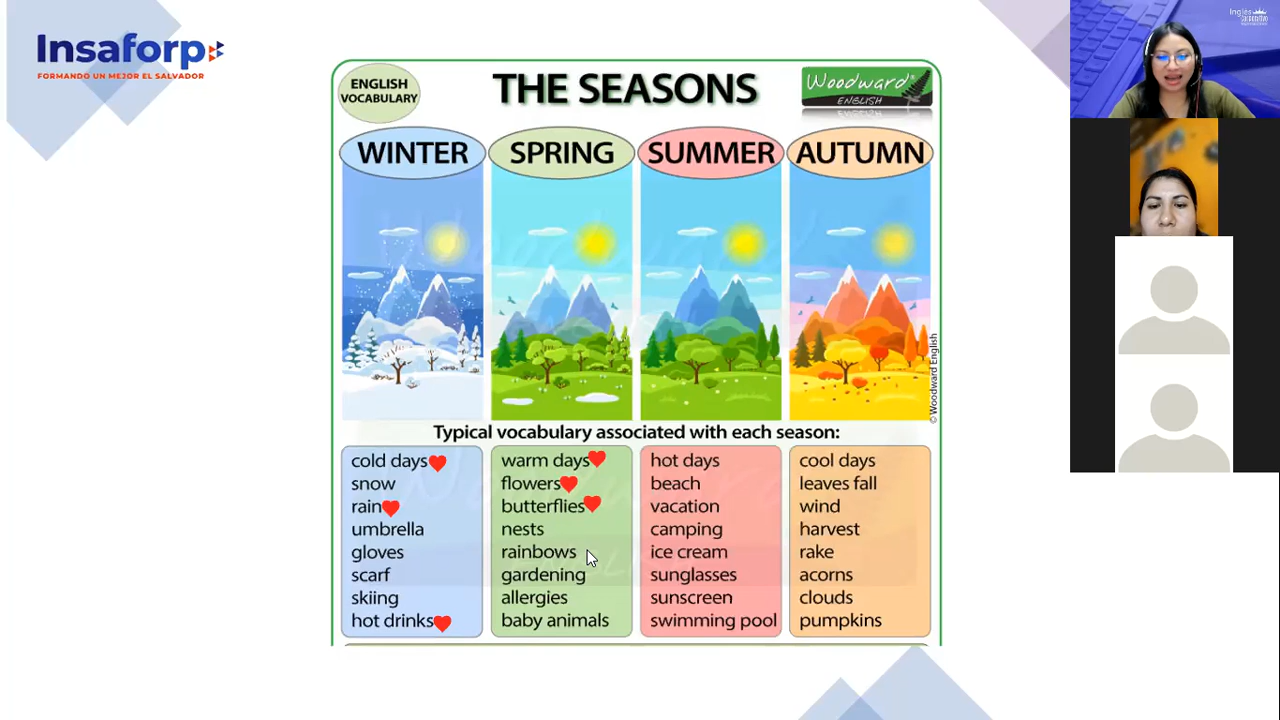 Insaforp
FORMANDO UN MEJOR EL SALVADOR
ENGLISH
VOCABULARY
THE SEASONS
Woodward®
ENGLISH
WINTER
SPRING
SUMMER
AUTUMN
© Woodward English
Typical vocabulary associated with each season:
cold days
snow
rain
umbrella
gloves
scarf
skiing
hot drinks
warm days
flowers
butterflies
nests
rainbows
gardening
allergies
baby animals
hot days
beach
vacation
camping
ice cream
sunglasses
sunscreen
swimming pool
cool days
leaves fall
wind
harvest
rake
acorns
clouds
pumpkins
Inglés